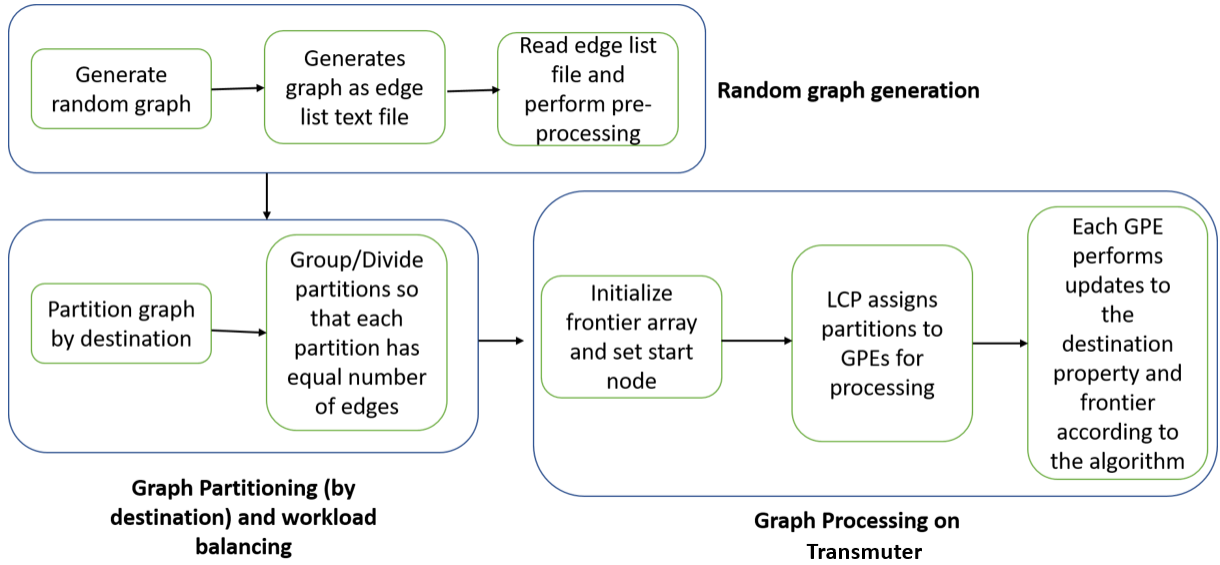 Generate
random graph
Generates
graph as edge
list text file
Read edge list
file and
perform pre-
processing
Random graph generation
Partition graph
by destination
Group/Divide
partitions so
that each
partition has
equal number
of edges
Graph Partitioning (by
destination) and workload
balancing
Initialize
frontier array
and set start
node
LCP assigns
partitions to
GPEs for
processing
Each GPE
performs
updates to
the
destination
property and
frontier
according to
the algorithm
Graph Processing on
Transmuter